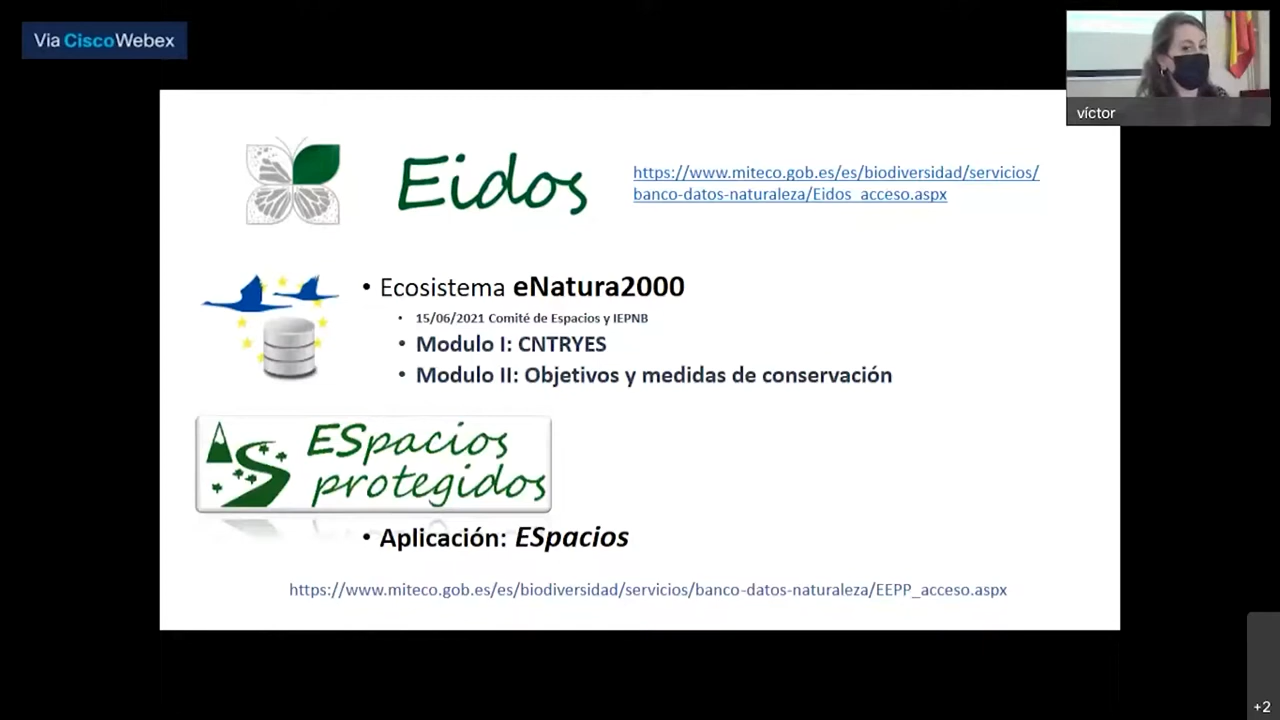 Vía CiscoWebex
víctor
Eidos
https://www.miteco.gob.es/es/biodiversidad/servicios/
banco-datos-naturaleza/Eidos_acceso.aspx
• Ecosistema eNatura2000
• 15/06/2021 Comité de Espacios y IEPNB
• Modulo I: CNTRYES
• Modulo II: Objetivos y medidas de conservación
ESpacios
protegidos
• Aplicación: ESpacios
https://www.miteco.gob.es/es/biodiversidad/servicios/banco-datos-naturaleza/EEPP_acceso.aspx
+2